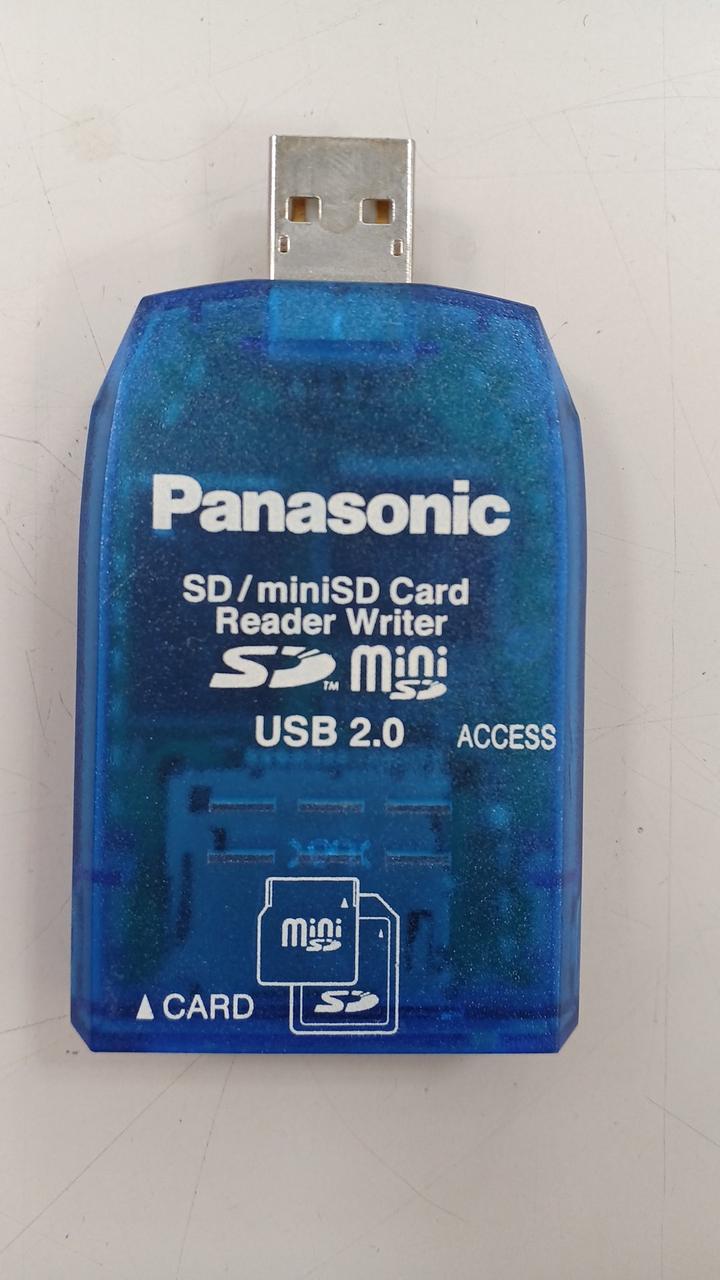 Panasonic
SD/miniSD Card
Reader Writer
SD™ mini SD
USB 2.0
ACCESS
mini SD
SD
CARD